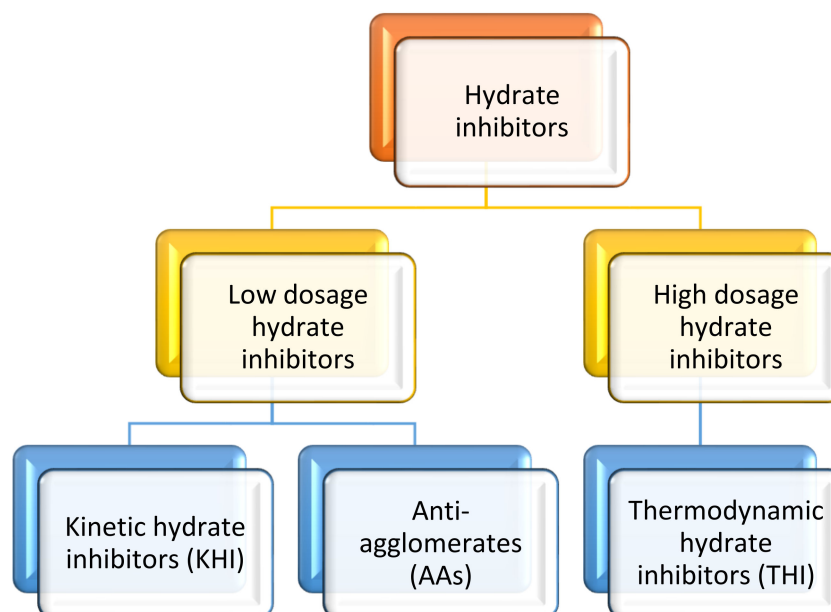 Hydrate
inhibitors
Low dosage
hydrate
inhibitors
High dosage
hydrate
inhibitors
Kinetic hydrate
inhibitors (KHI)
Anti-
agglomerates
(AAs)
Thermodynamic
hydrate
inhibitors (THI)